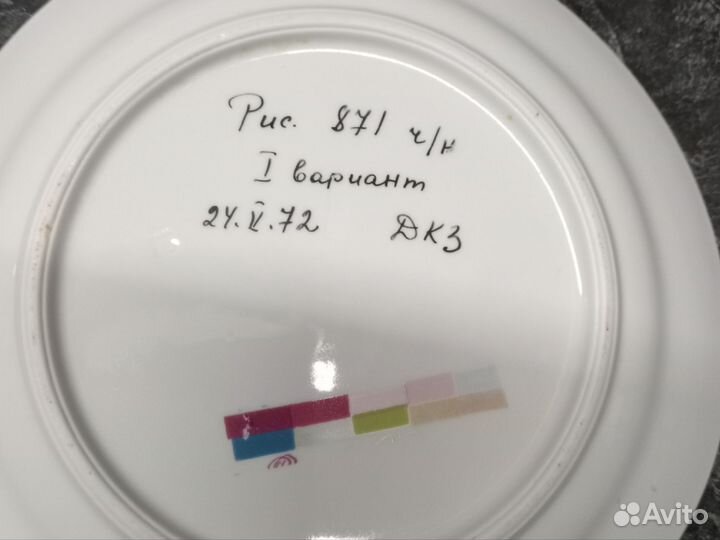 Рис. 871 ч/н
I вариант
24.V.72 ДКЗ
Avito